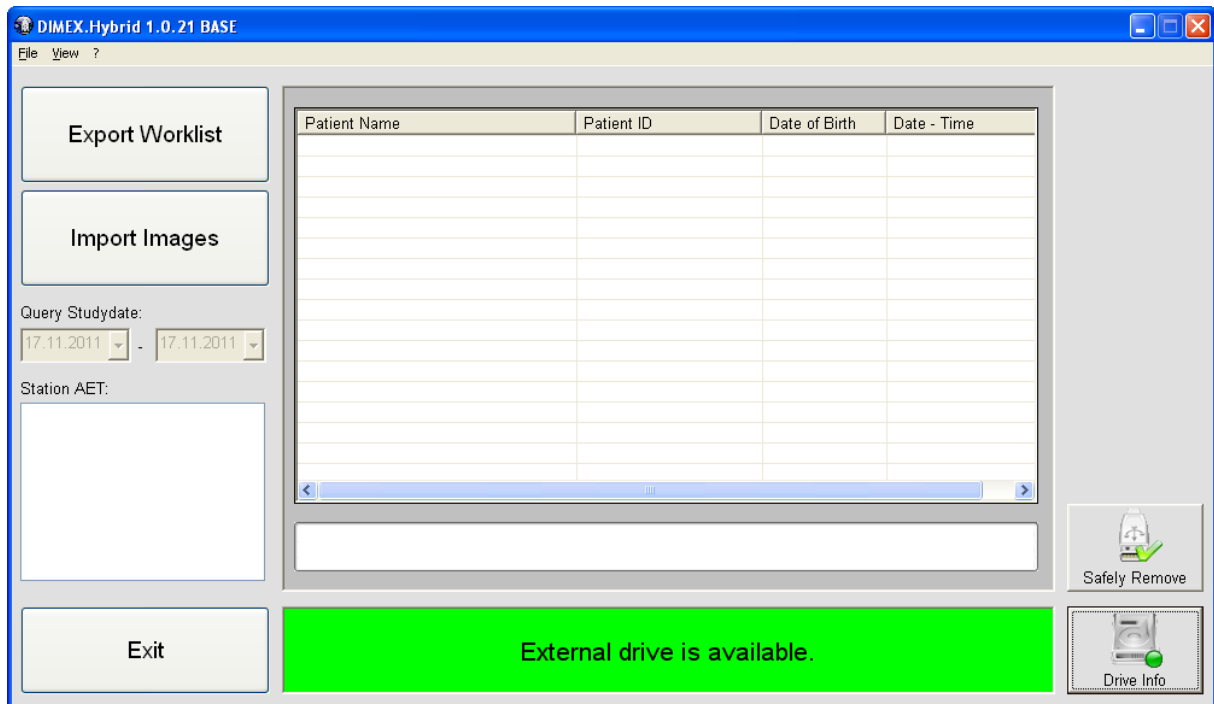 DIMEX.Hybrid 1.0.21 BASE
File View ?
Export Worklist
Import Images
Query Studydate:
17.11.2011 - 17.11.2011
Station AET:
Exit
Patient Name Patient ID Date of Birth Date - Time
External drive is available.
Safely Remove
Drive Info